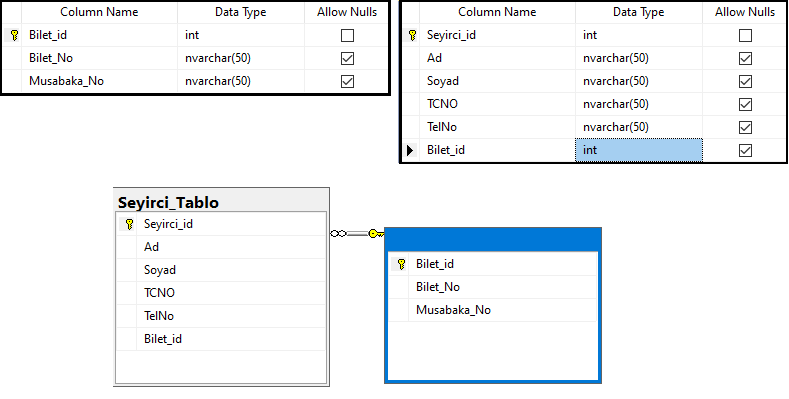 Column Name Data Type Allow Nulls
Bilet_id int
Bilet_No nvarchar(50)
Musabaka_No nvarchar(50)
Column Name Data Type Allow Nulls
Seyirci_id int
Ad nvarchar(50)
Soyad nvarchar(50)
TCNO nvarchar(50)
TelNo nvarchar(50)
Bilet_id int
Seyirci_Tablo
Seyirci_id
Ad
Soyad
TCNO
TelNo
Bilet_id
Bilet_id
Bilet_No
Musabaka_No